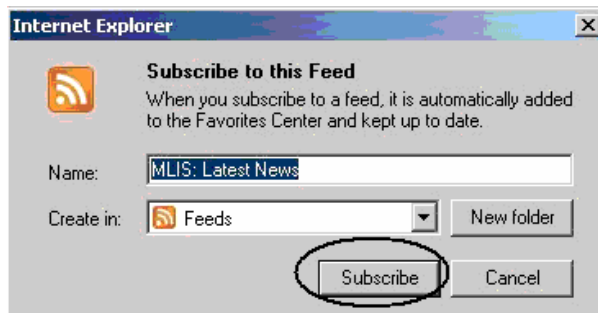 Internet Explorer
Subscribe to this Feed
When you subscribe to a feed, it is automatically added
to the Favorites Center and kept up to date.
Name: MLIS: Latest News
Create in: Feeds New folder
Subscribe Cancel